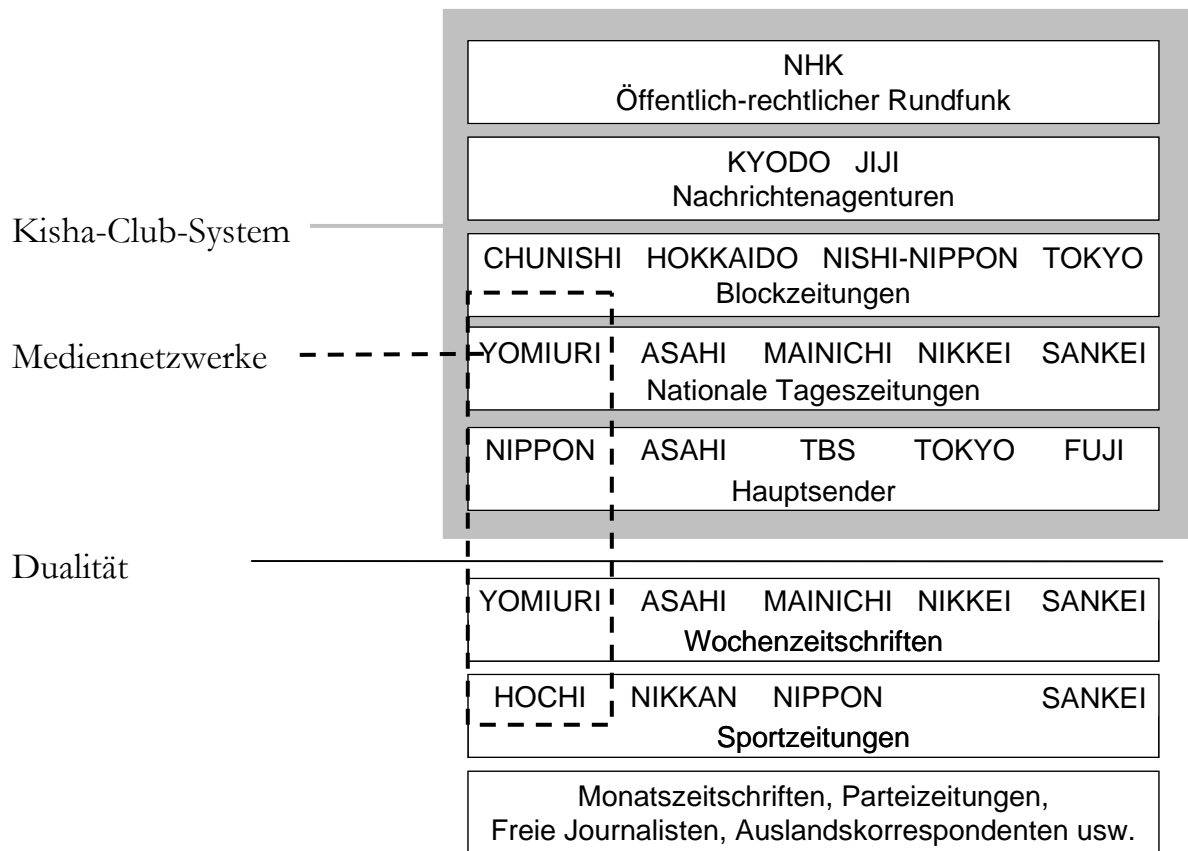 NHK
Öffentlich-rechtlicher Rundfunk
KYODO JIJI
Nachrichtenagenturen
Kisha-Club-System
CHUNISHI HOKKAIDO NISHI-NIPPON TOKYO
Blockzeitungen
Mediennetzwerke
YOMIURI ASAHI MAINICHI NIKKEI SANKEI
Nationale Tageszeitungen
NIPPON ASAHI TBS TOKYO FUJI
Hauptsender
Dualität
YOMIURI ASAHI MAINICHI NIKKEI SANKEI
Wochenzeitschriften
HOCHI NIKKAN NIPPON SANKEI
Sportzeitungen
Monatszeitschriften, Parteizeitungen,
Freie Journalisten, Auslandskorrespondenten usw.